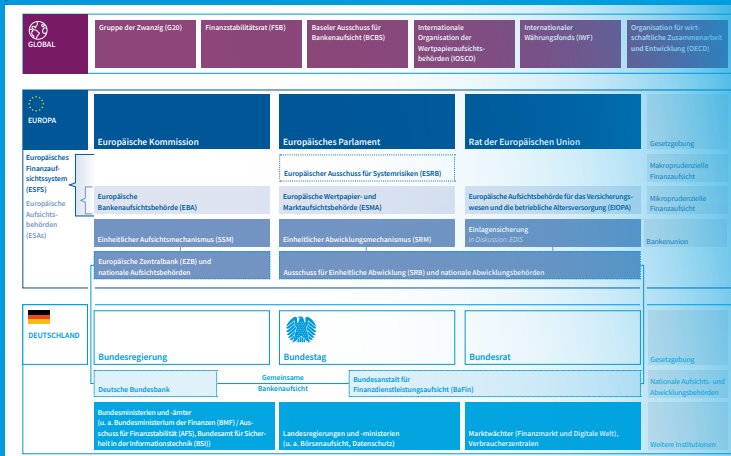 GLOBAL
Gruppe der Zwanzig (G20)
Finanzstabilitätsrat (FSB)
Baseler Ausschuss für
Bankenaufsicht (BCBS)
Internationale
Organisation der
Wertpapieraufsichts-
behörden (IOSCO)
Internationaler
Währungsfonds (IWF)
Organisation für wirt-
schaftliche Zusammenarbeit
und Entwicklung (OECD)
EUROPA
Europäische Kommission
Europäisches Parlament
Rat der Europäischen Union
Gesetzgebung
Europäisches
Finanzauf-
sichtssystem
(ESFS)
Europäische
Aufsichts-
behörden
(ESAs)
Europäischer Ausschuss für Systemrisiken (ESRB)
Makroprudenzielle
Finanzaufsicht
Europäische
Bankenaufsichtsbehörde (EBA)
Europäische Wertpapier- und
Marktaufsichtsbehörde (ESMA)
Europäische Aufsichtsbehörde für das Versicherungs-
wesen und die betriebliche Altersversorgung (EIOPA)
Mikroprudenzielle
Finanzaufsicht
Einheitlicher Aufsichtsmechanismus (SSM)
Einheitlicher Abwicklungsmechanismus (SRM)
Einlagensicherung
In Diskussion: EDIS
Bankenunion
Europäische Zentralbank (EZB) und
nationale Aufsichtsbehörden
Ausschuss für Einheitliche Abwicklung (SRB) und nationale Abwicklungsbehörden
DEUTSCHLAND
Bundesregierung
Bundestag
Bundesrat
Gesetzgebung
Deutsche Bundesbank
Gemeinsame
Bankenaufsicht
Bundesanstalt für
Finanzdienstleistungsaufsicht (BaFin)
Nationale Aufsichts- und
Abwicklungsbehörden
Bundesministerien und -ämter
(u. a. Bundesministerium der Finanzen (BMF) / Aus-
schuss für Finanzstabilität (AFS), Bundesamt für Sicher-
heit in der Informationstechnik (BSI))
Landesregierungen und -ministerien
(u. a. Börsenaufsicht, Datenschutz)
Marktwächter (Finanzmarkt und Digitale Welt),
Verbraucherzentralen
Weitere Institutionen